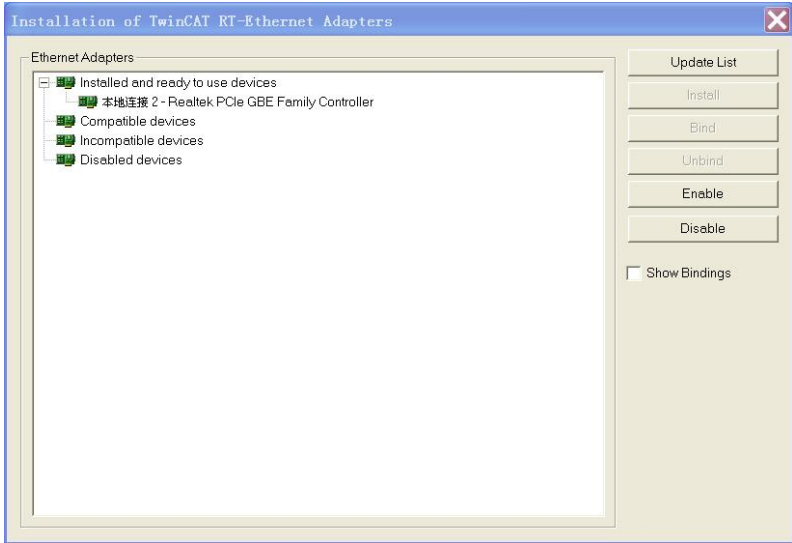 Installation of TwinCAT RT-Ethernet Adapters
Ethernet Adapters
Installed and ready to use devices
本地连接 2 - Realtek PCIe GBE Family Controller
Compatible devices
Incompatible devices
Disabled devices
Update List
Install
Bind
Unbind
Enable
Disable
Show Bindings